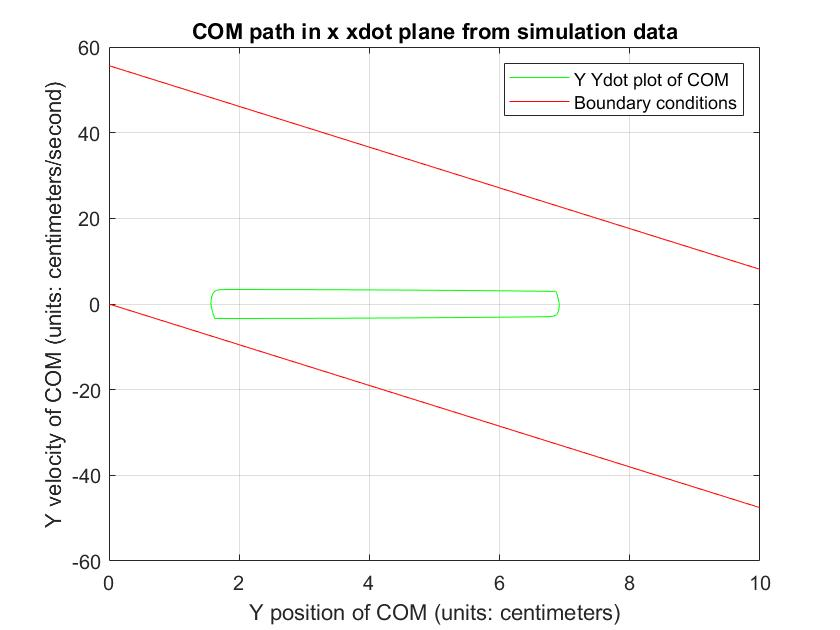 COM path in x xdot plane from simulation data
Y Ydot plot of COM
Boundary conditions
Y velocity of COM (units: centimeters/second)
60
40
20
0
-20
-40
-60
0 2 4 6 8 10
Y position of COM (units: centimeters)